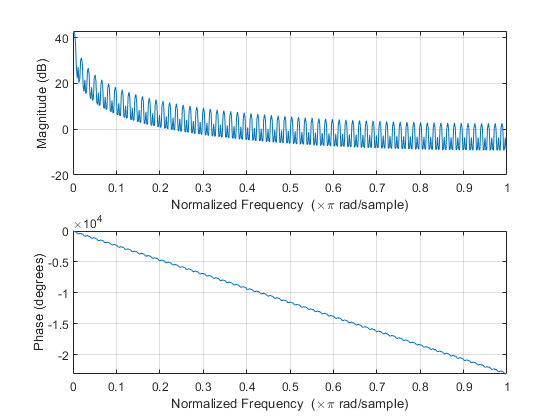 40
20
0
-20
Magnitude (dB)
0 0.1 0.2 0.3 0.4 0.5 0.6 0.7 0.8 0.9 1
Normalized Frequency (×π rad/sample)
×10^4
0
-0.5
-1
-1.5
-2
Phase (degrees)
0 0.1 0.2 0.3 0.4 0.5 0.6 0.7 0.8 0.9 1
Normalized Frequency (×π rad/sample)